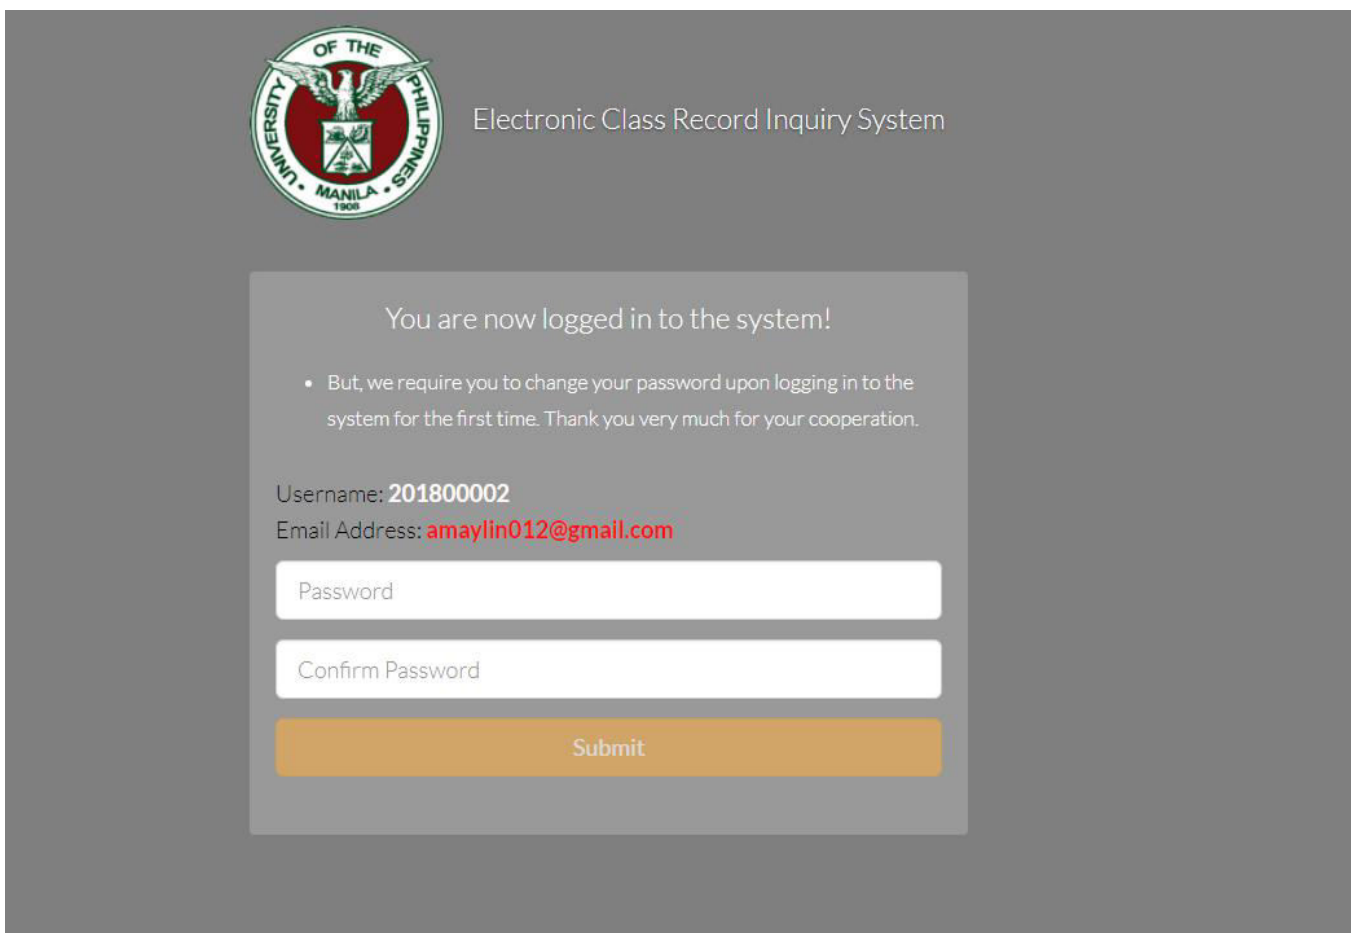 UNIVERSITY OF THE PHILIPPINES
MANILA
1908
Electronic Class Record Inquiry System
You are now logged in to the system!
• But, we require you to change your password upon logging in to the
system for the first time. Thank you very much for your cooperation.
Username: 201800002
Email Address: amaylin012@gmail.com
Password
Confirm Password
Submit